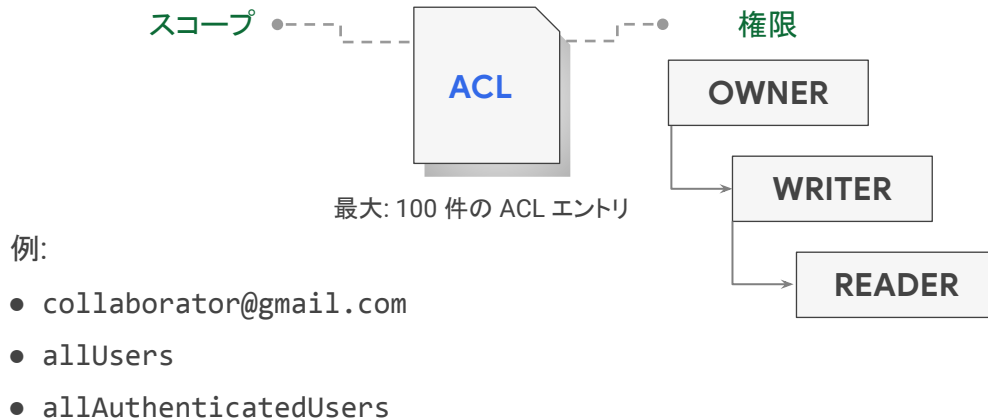 スコープ
ACL
権限
OWNER
WRITER
READER
最大: 100 件の ACL エントリ
例:
● collaborator@gmail.com
● allUsers
● allAuthenticatedUsers